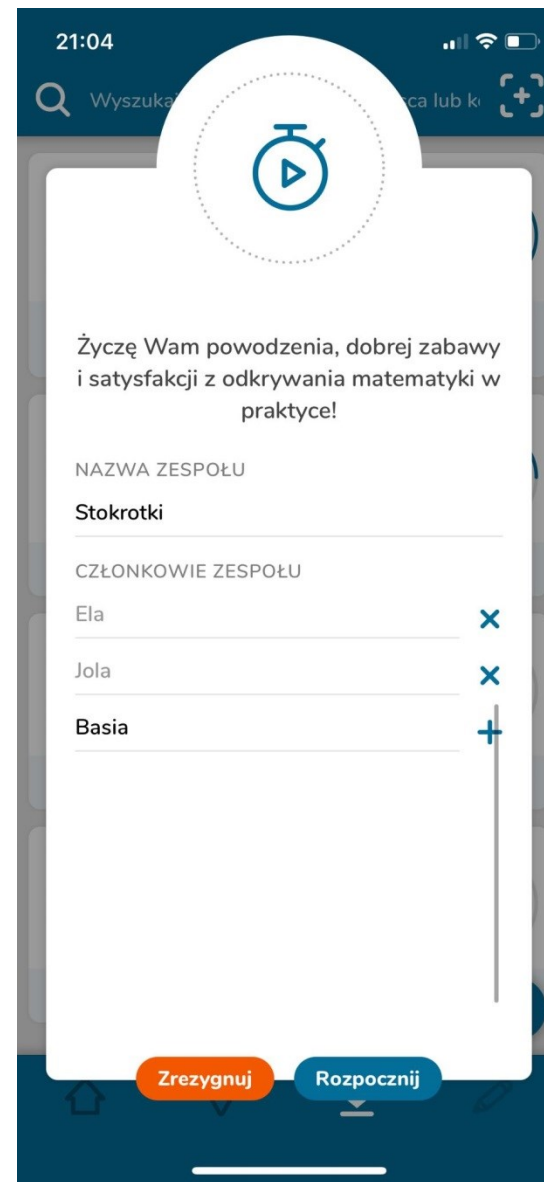 21:04
Wyszuka
ca lub k
Życzę Wam powodzenia, dobrej zabawy
i satysfakcji z odkrywania matematyki w
praktyce!
NAZWA ZESPOŁU
Stokrotki
CZŁONKOWIE ZESPOŁU
Ela
Jola
Basia
Zrezygnuj
Rozpocznij